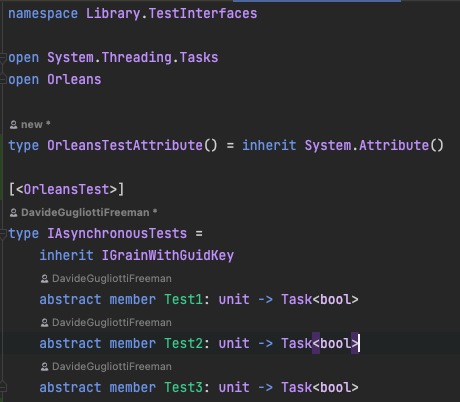 namespace Library.TestInterfaces
open System.Threading.Tasks
open Orleans
new *
type OrleansTestAttribute() = inherit System.Attribute()
[<OrleansTest>]
DavideGugliottiFreeman *
type IAsynchronousTests =
inherit IGrainWithGuidKey
DavideGugliottiFreeman
abstract member Test1: unit -> Task<bool>
DavideGugliottiFreeman
abstract member Test2: unit -> Task<bool>
DavideGugliottiFreeman
abstract member Test3: unit -> Task<bool>